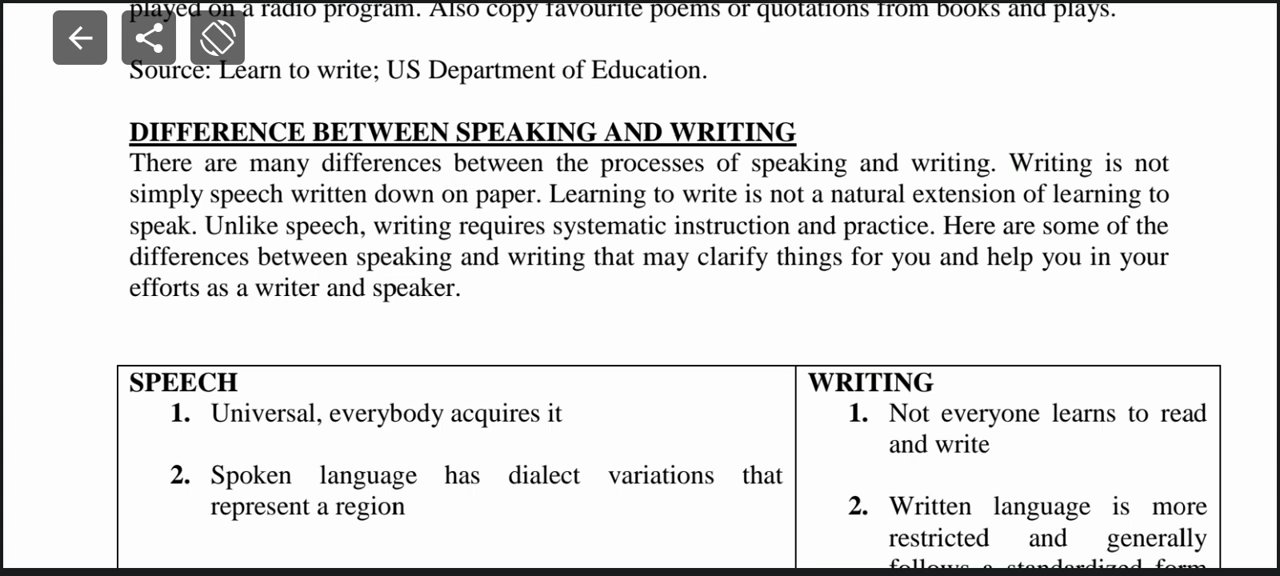 played on a radio program. Also copy favourite poems or quotations from books and plays.
Source: Learn to write; US Department of Education.
DIFFERENCE BETWEEN SPEAKING AND WRITING
There are many differences between the processes of speaking and writing. Writing is not
simply speech written down on paper. Learning to write is not a natural extension of learning to
speak. Unlike speech, writing requires systematic instruction and practice. Here are some of the
differences between speaking and writing that may clarify things for you and help you in your
efforts as a writer and speaker.
SPEECH
1. Universal, everybody acquires it
2. Spoken language has dialect variations that
represent a region
WRITING
1. Not everyone learns to read
and write
2. Written language is more
restricted and generally
follows a standardized form